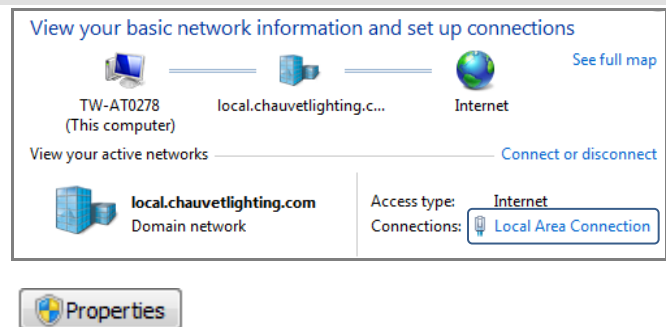 View your basic network information and set up connections
See full map
TW-AT0278 local.chauvetlighting.c... Internet
(This computer)
View your active networks Connect or disconnect
local.chauvetlighting.com Access type: Internet
Domain network Connections: Local Area Connection
Properties